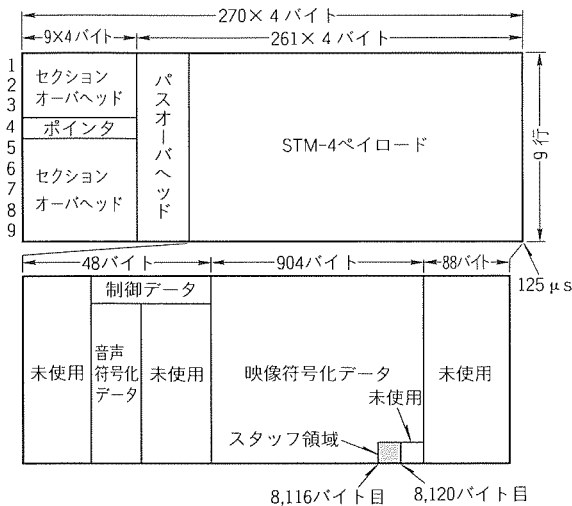 270×4バイト
9×4バイト
261×4バイト
1
2
3
4
5
6
7
8
9
セクション
オーバヘッド
ポインタ
セクション
オーバヘッド
パスオーバヘッド
STM-4ペイロード
9行
48バイト
904バイト
88バイト
125μs
制御データ
未使用
音声
符号化
データ
未使用
映像符号化データ
未使用
未使用
スタッフ領域
8,116バイト目
8,120バイト目